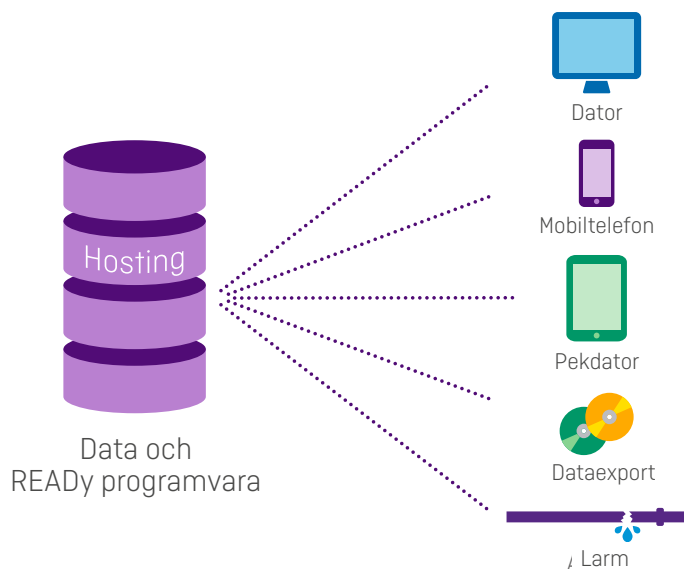 Hosting
Data och
READy programvara
Dator
Mobiltelefon
Pekdator
Dataexport
Larm